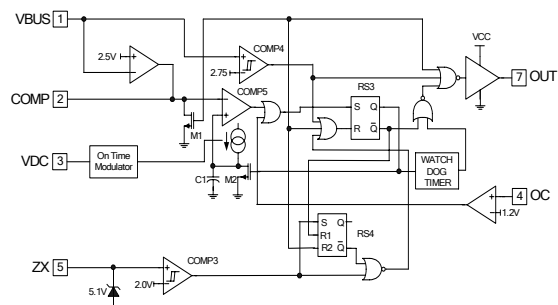 VBUS 1
VCC
2.5V
COMP4
2.75
7 OUT
COMP5
RS3
COMP 2
S Q
R Q
M1
VDC 3
On Time
Modulator
WATCH
DOG
TIMER
C1
M2
4 OC
1.2V
RS4
S Q
R1
R2 Q
COMP3
ZX 5
5.1V
2.0V